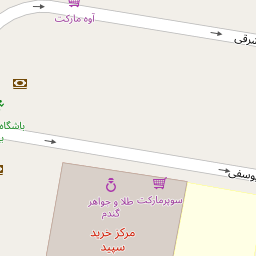 آوه مارکت
شرقی
باشگاه
یوسفی
سوپرمارکت
طلا و جواهر
گندم
مرکز خرید
سپید